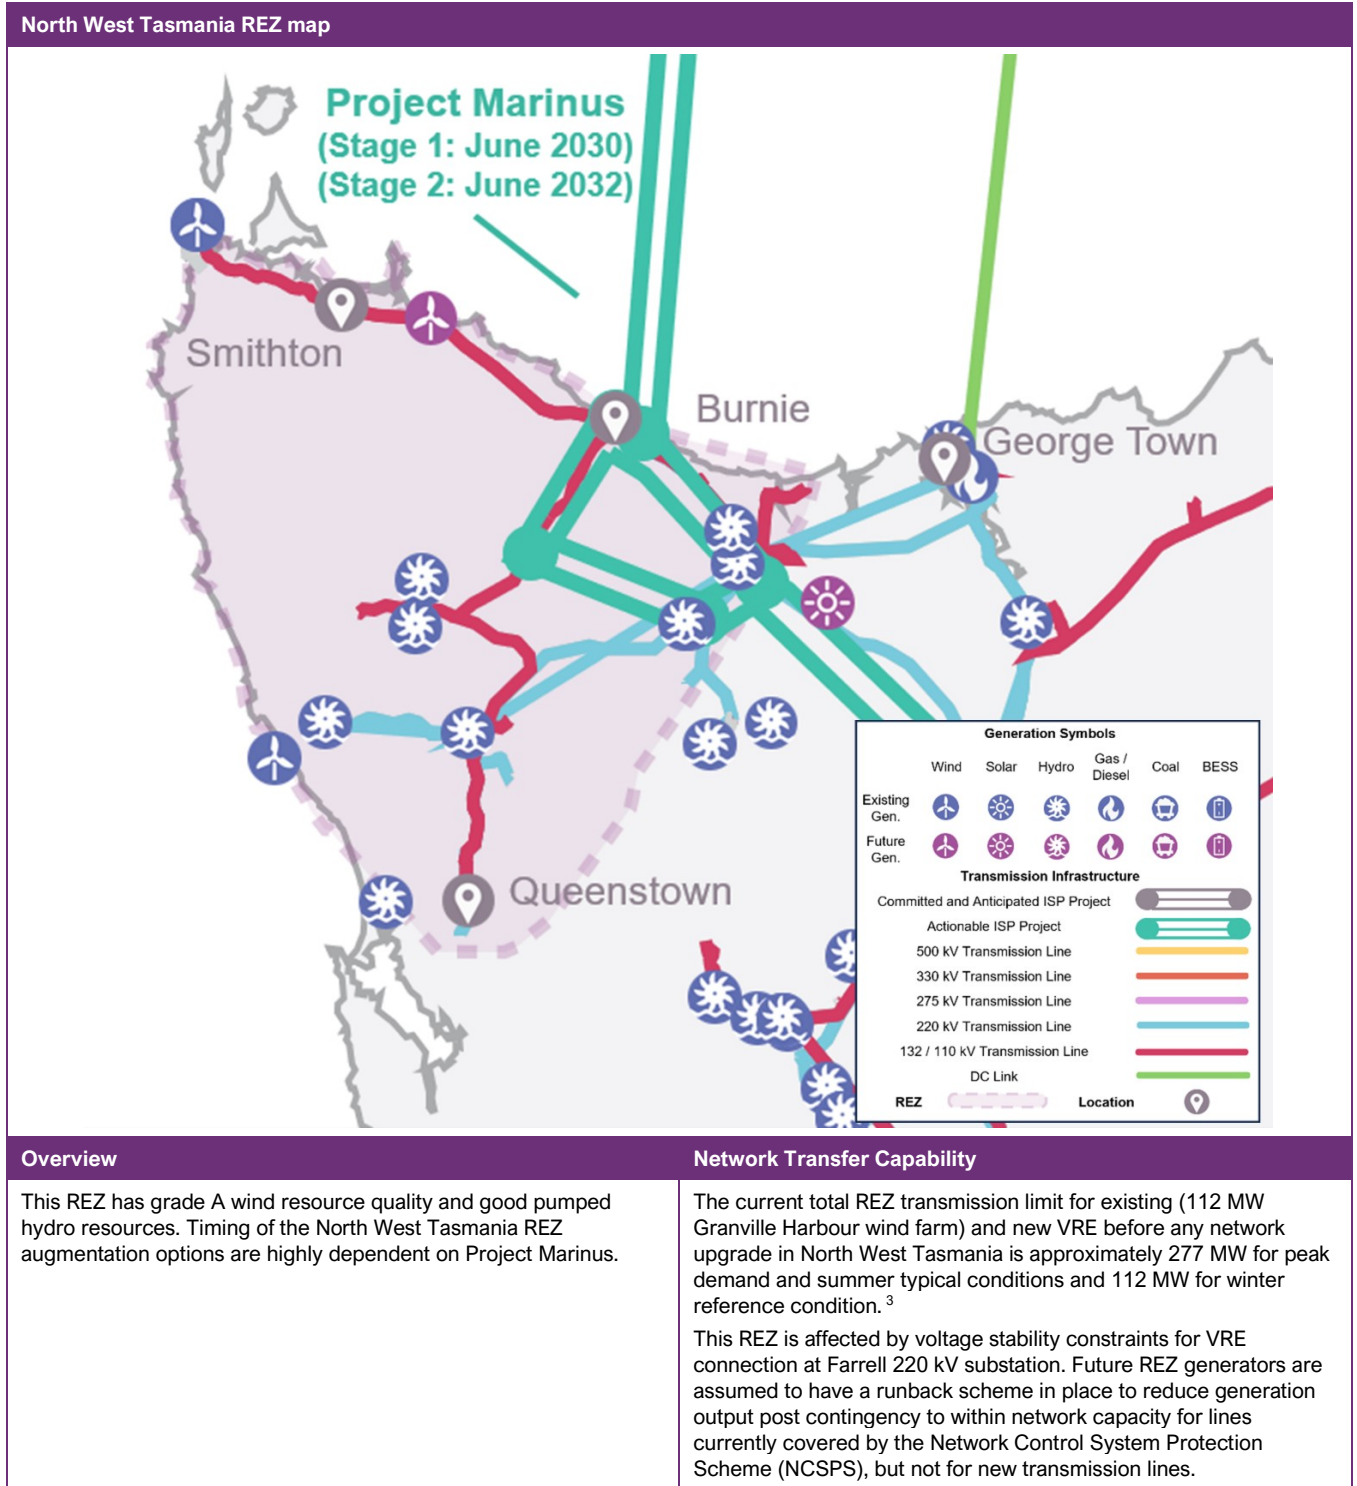 North West Tasmania REZ map
Project Marinus
(Stage 1: June 2030)
(Stage 2: June 2032)
Smithton
Burnie
George Town
Queenstown
Generation Symbols
Wind Solar Hydro Gas / Diesel Coal BESS
Existing Gen.
Future Gen.
Transmission Infrastructure
Committed and Anticipated ISP Project
Actionable ISP Project
500 kV Transmission Line
330 kV Transmission Line
275 kV Transmission Line
220 kV Transmission Line
132 / 110 kV Transmission Line
DC Link
REZ Location
Overview
This REZ has grade A wind resource quality and good pumped
hydro resources. Timing of the North West Tasmania REZ
augmentation options are highly dependent on Project Marinus.
Network Transfer Capability
The current total REZ transmission limit for existing (112 MW
Granville Harbour wind farm) and new VRE before any network
upgrade in North West Tasmania is approximately 277 MW for peak
demand and summer typical conditions and 112 MW for winter
reference condition. 3
This REZ is affected by voltage stability constraints for VRE
connection at Farrell 220 kV substation. Future REZ generators are
assumed to have a runback scheme in place to reduce generation
output post contingency to within network capacity for lines
currently covered by the Network Control System Protection
Scheme (NCSPS), but not for new transmission lines.